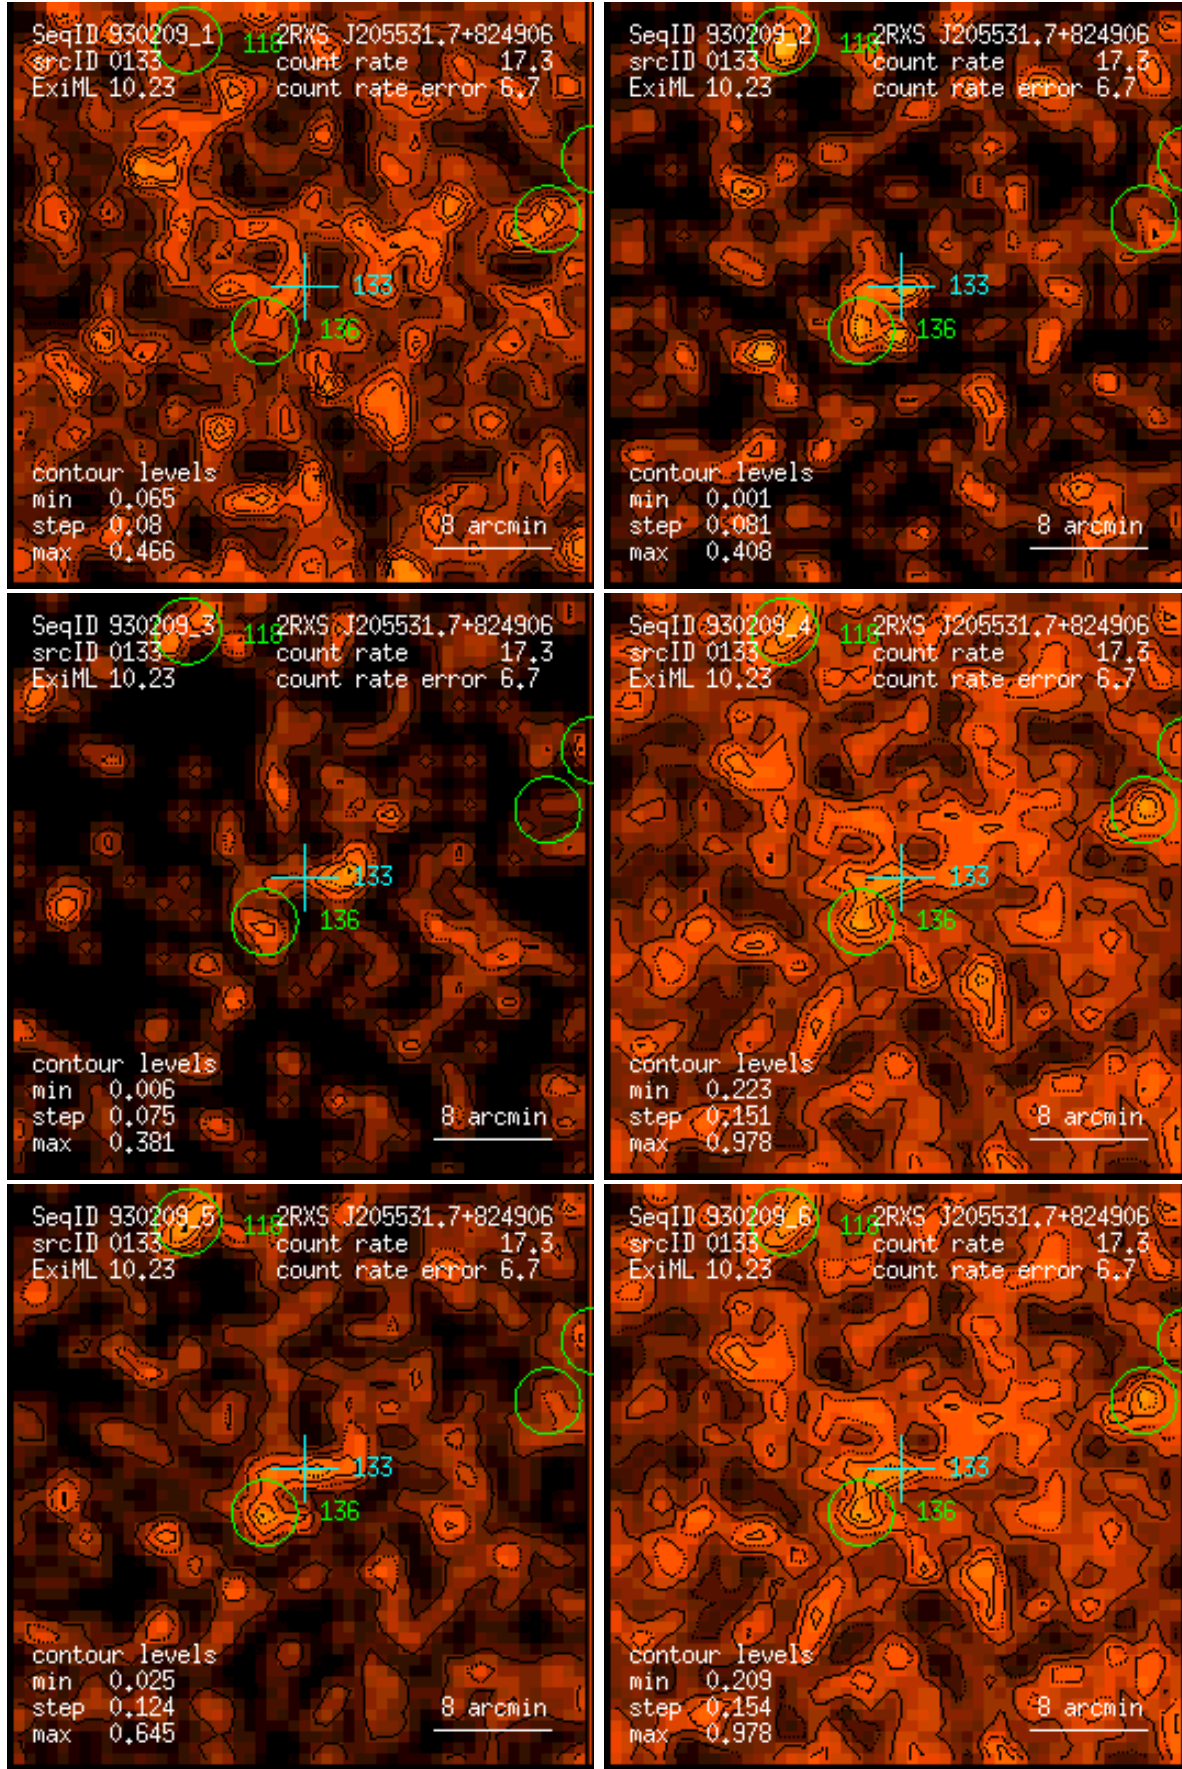 SeqID 930209_1 118 2RXS J205531.7+824906
srcID 0133 count rate 17.3
ExiML 10.23 count rate error 6.7
133
136
contour levels
min 0.065
step 0.08 8 arcmin
max 0.466
SeqID 930209_2 118 2RXS J205531.7+824906
srcID 0133 count rate 17.3
ExiML 10.23 count rate error 6.7
133
136
contour levels
min 0.001
step 0.081 8 arcmin
max 0.408
SeqID 930209_3 118 2RXS J205531.7+824906
srcID 0133 count rate 17.3
ExiML 10.23 count rate error 6.7
133
136
contour levels
min 0.006
step 0.075 8 arcmin
max 0.381
SeqID 930209_4 118 2RXS J205531.7+824906
srcID 0133 count rate 17.3
ExiML 10.23 count rate error 6.7
133
136
contour levels
min 0.223
step 0.151 8 arcmin
max 0.978
SeqID 930209_5 118 2RXS J205531.7+824906
srcID 0133 count rate 17.3
ExiML 10.23 count rate error 6.7
133
136
contour levels
min 0.025
step 0.124 8 arcmin
max 0.645
SeqID 930209_6 118 2RXS J205531.7+824906
srcID 0133 count rate 17.3
ExiML 10.23 count rate error 6.7
133
136
contour levels
min 0.209
step 0.154 8 arcmin
max 0.978